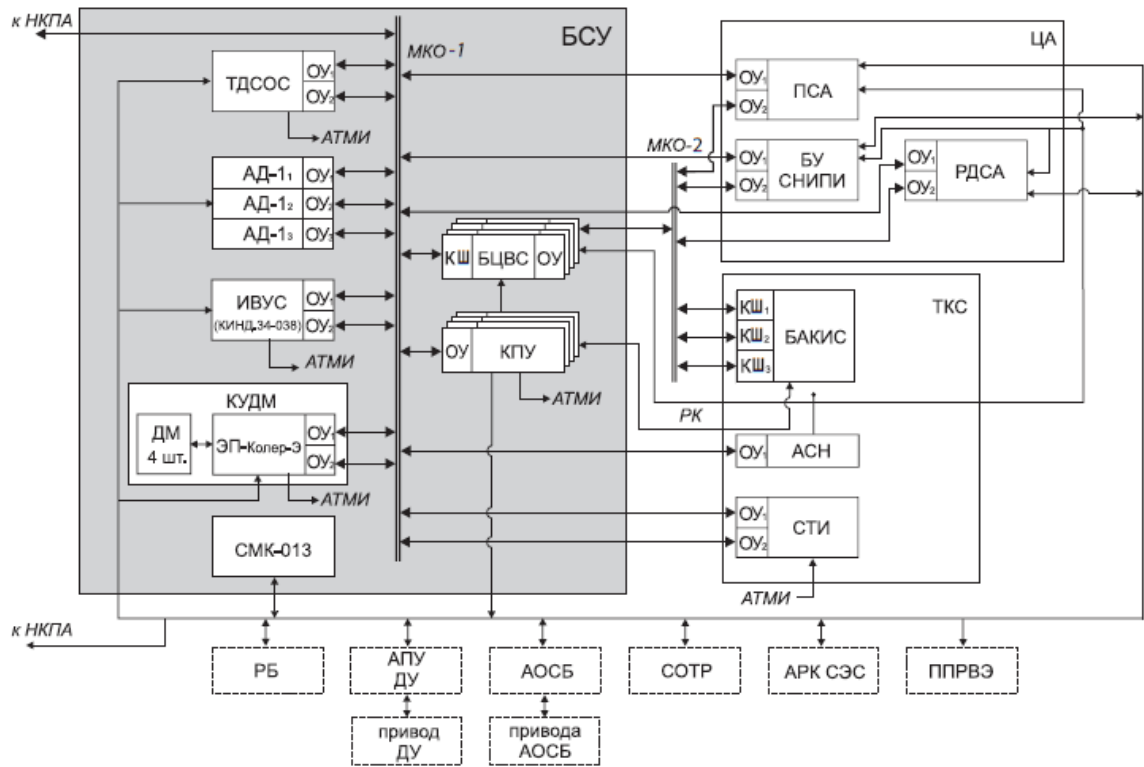 к НКПА
БСУ
МКО-1
ТДСОС
ОУ₁
ОУ₂
АТМИ
АД-1₁
ОУ₁
АД-1₂
ОУ₂
АД-1₃
ОУ₃
ИВУС
(КИНД.34-038)
ОУ₁
ОУ₂
АТМИ
КУДМ
ДМ
4 шт.
ЭП-Колер-Э
ОУ₁
ОУ₂
АТМИ
СМК-013
КШ
БЦВС
ОУ
ОУ
КПУ
АТМИ
МКО-2
РК
ЦА
ОУ₁
ОУ₂
ПСА
ОУ₁
ОУ₂
БУ
СНИПИ
ОУ₁
ОУ₂
РДСА
ТКС
КШ₁
КШ₂
КШ₃
БАКИС
ОУ₁
АСН
ОУ₁
ОУ₂
СТИ
АТМИ
к НКПА
РБ
АПУ
ДУ
АОСБ
СОТР
АРК СЭС
ППРВЭ
привод
ДУ
привода
АОСБ